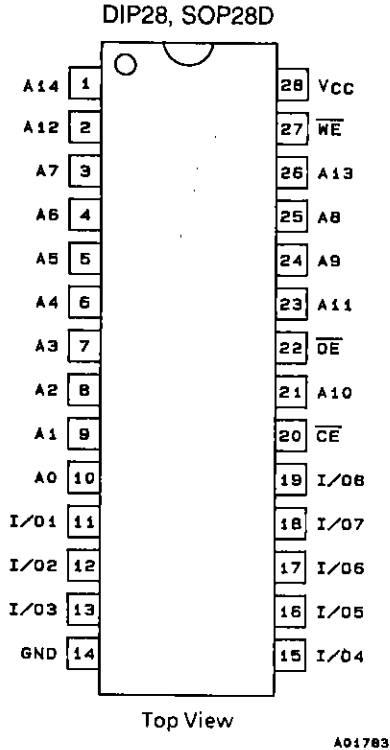 DIP28, SOP28D
A14 1 28 VCC
A12 2 27 W̅E̅
A7 3 26 A13
A6 4 25 A8
A5 5 24 A9
A4 6 23 A11
A3 7 22 O̅E̅
A2 8 21 A10
A1 9 20 C̅E̅
A0 10 19 I/O8
I/O1 11 18 I/O7
I/O2 12 17 I/O6
I/O3 13 16 I/O5
GND 14 15 I/O4
Top View
A01783